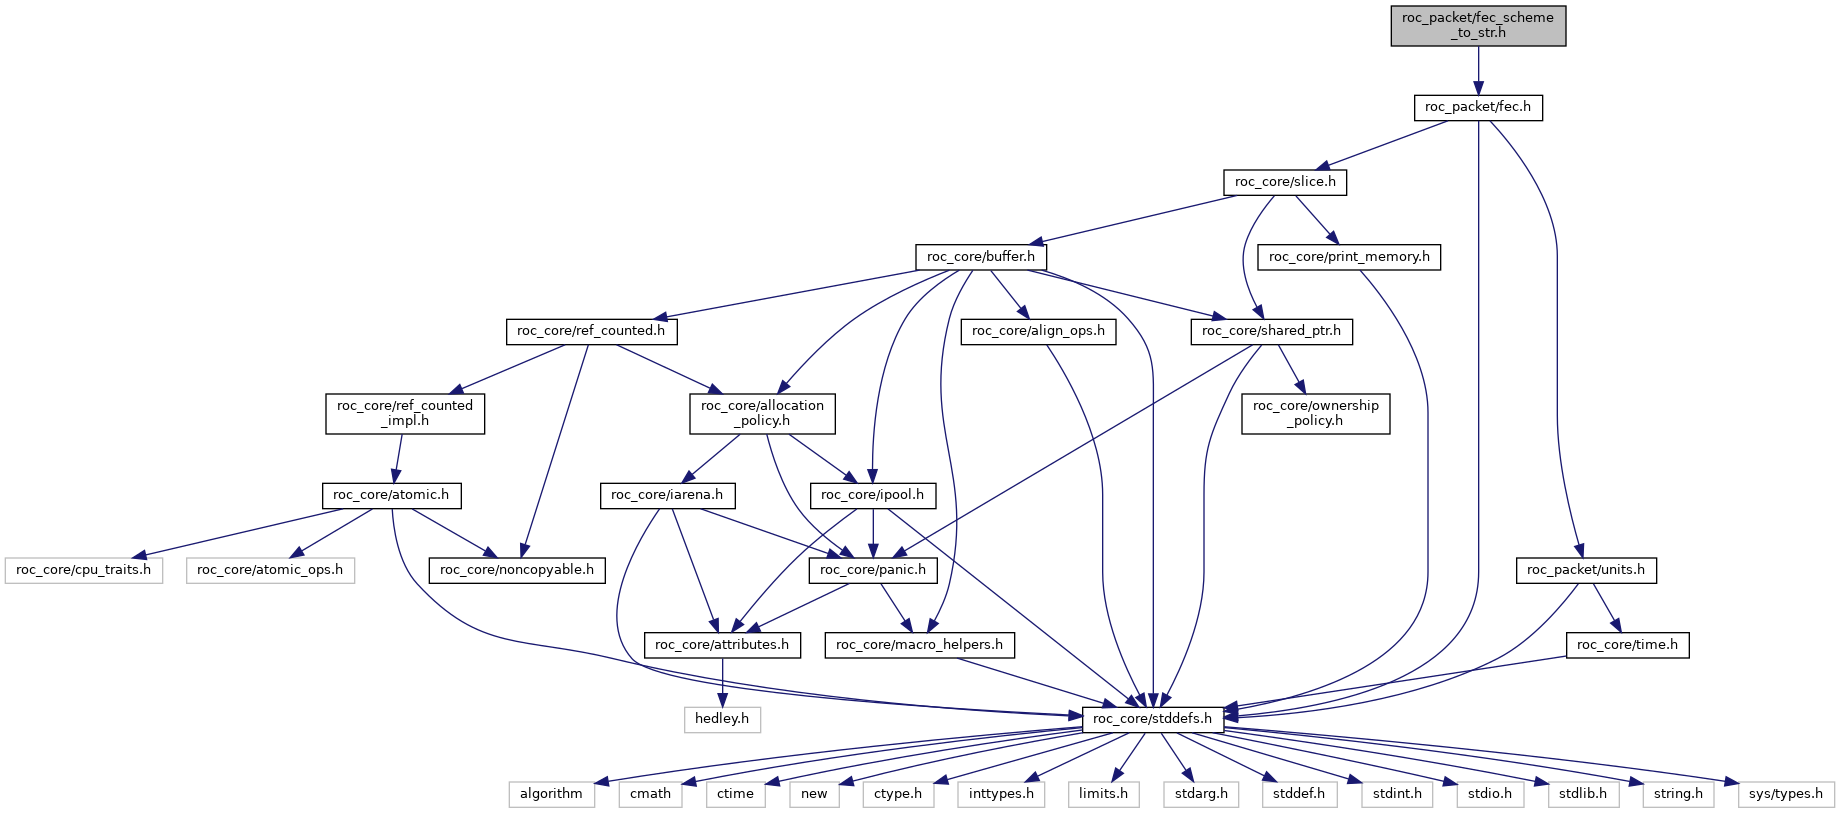 roc_packet/fec_scheme
_to_str.h
roc_packet/fec.h
roc_core/slice.h
roc_core/buffer.h
roc_core/print_memory.h
roc_core/ref_counted.h
roc_core/align_ops.h
roc_core/shared_ptr.h
roc_core/ref_counted
_impl.h
roc_core/allocation
_policy.h
roc_core/ownership
_policy.h
roc_core/atomic.h
roc_core/iarena.h
roc_core/ipool.h
roc_core/cpu_traits.h
roc_core/atomic_ops.h
roc_core/noncopyable.h
roc_core/panic.h
roc_packet/units.h
roc_core/attributes.h
roc_core/macro_helpers.h
roc_core/time.h
hedley.h
roc_core/stddefs.h
algorithm
cmath
ctime
new
ctype.h
inttypes.h
limits.h
stdarg.h
stddef.h
stdint.h
stdio.h
stdlib.h
string.h
sys/types.h